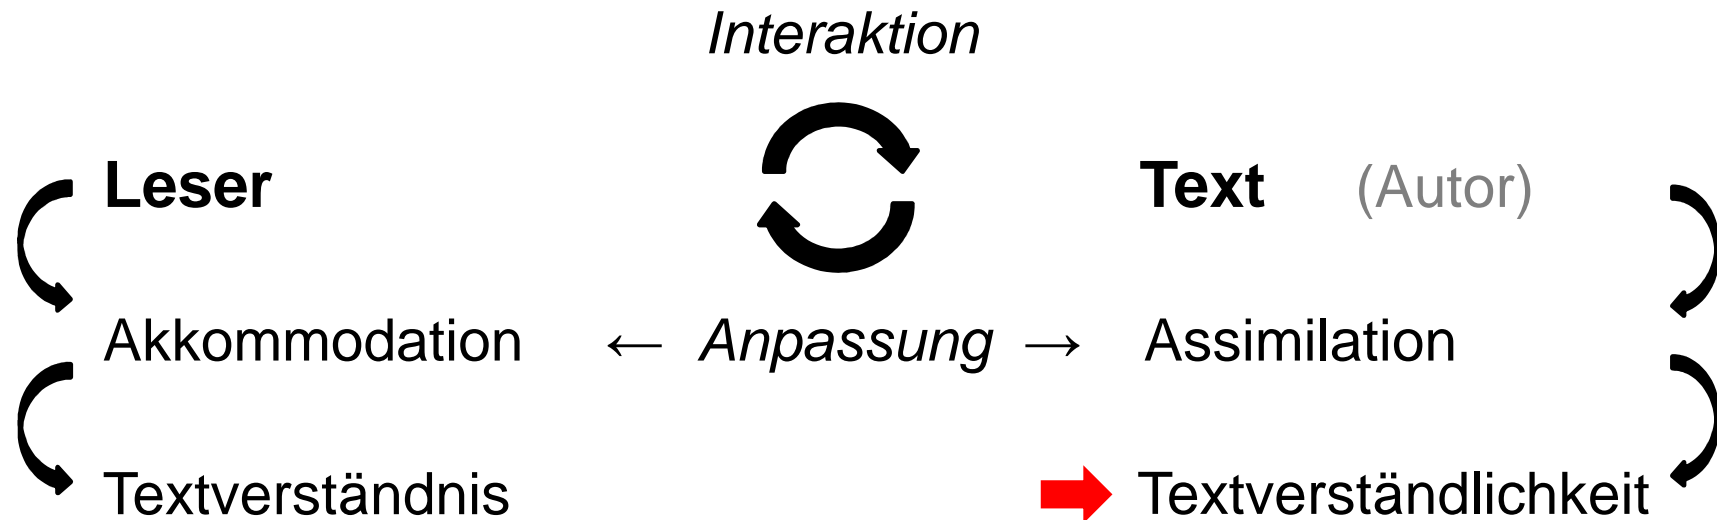 Interaktion
Leser Text (Autor)
Akkommodation ← Anpassung → Assimilation
Textverständnis Textverständlichkeit